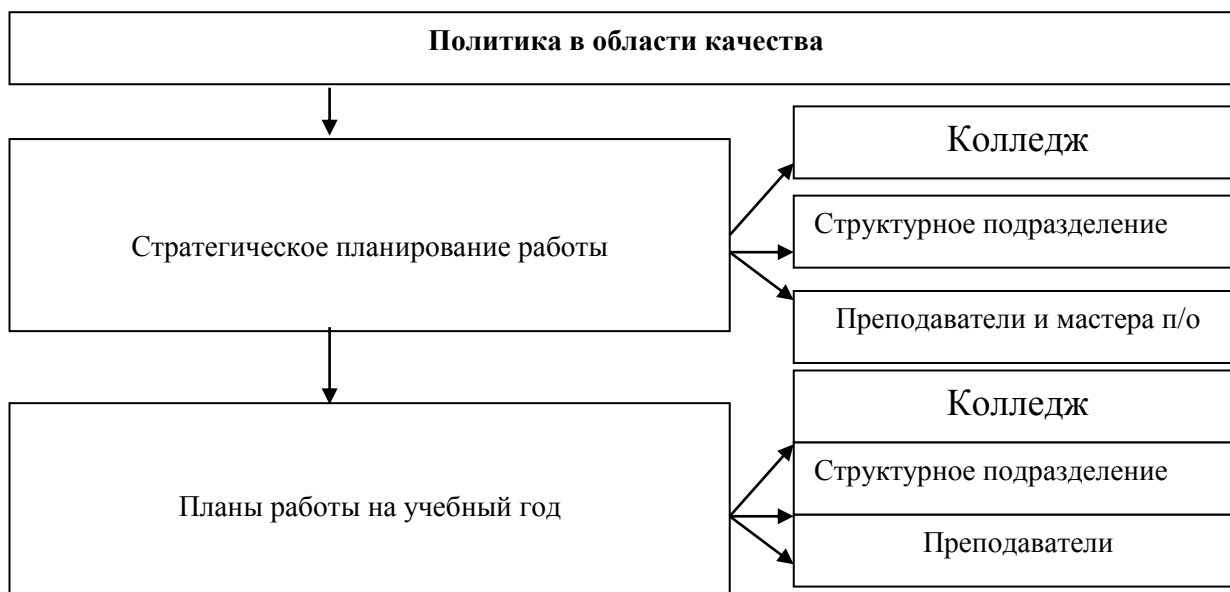 Политика в области качества
Колледж
Структурное подразделение
Стратегическое планирование работы
Преподаватели и мастера п/о
Колледж
Структурное подразделение
Планы работы на учебный год
Преподаватели